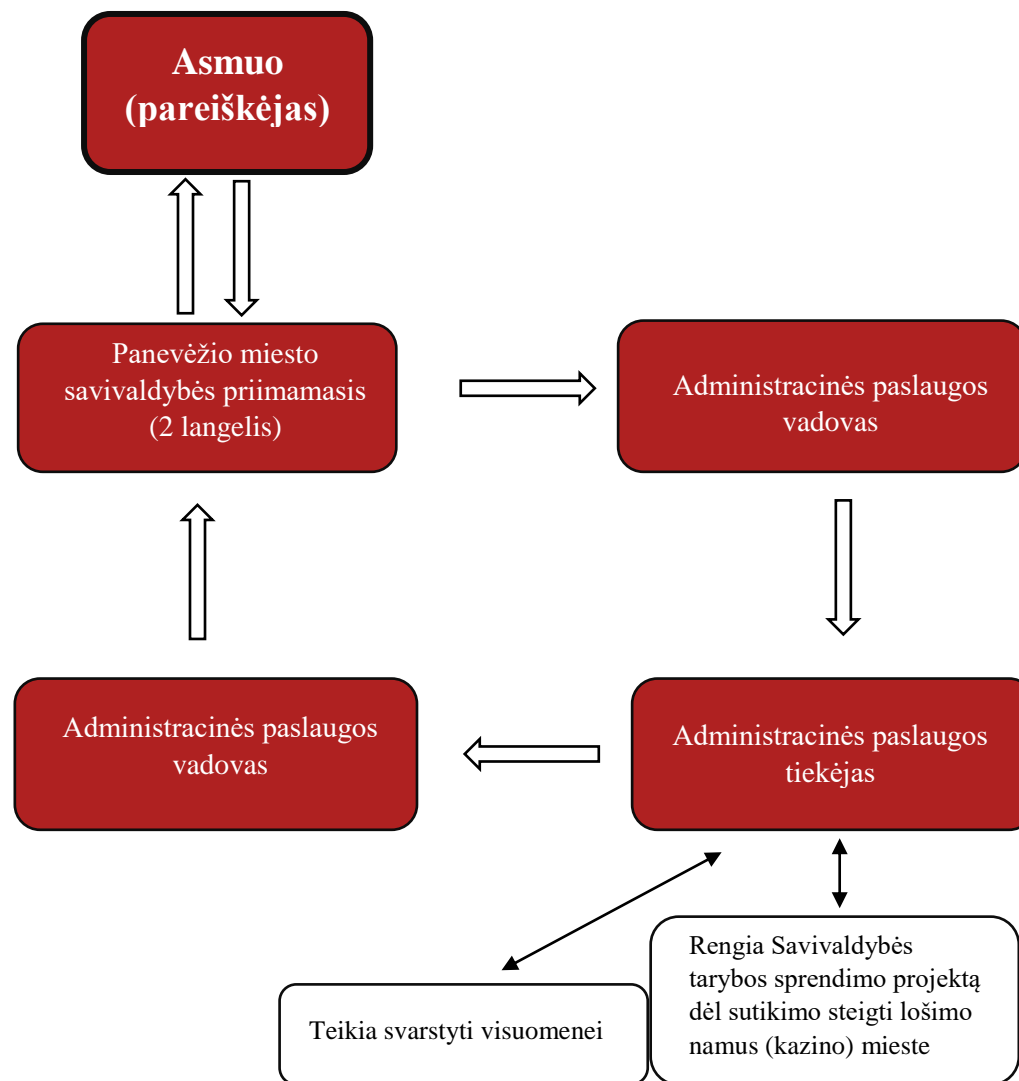 Asmuo
(pareiškėjas)
Panevėžio miesto
savivaldybės priimamasis
(2 langelis)
Administracinės paslaugos
vadovas
Administracinės paslaugos
vadovas
Administracinės paslaugos
tiekėjas
Teikia svarstyti visuomenei
Rengia Savivaldybės
tarybos sprendimo projektą
dėl sutikimo steigti lošimo
namus (kazino) mieste